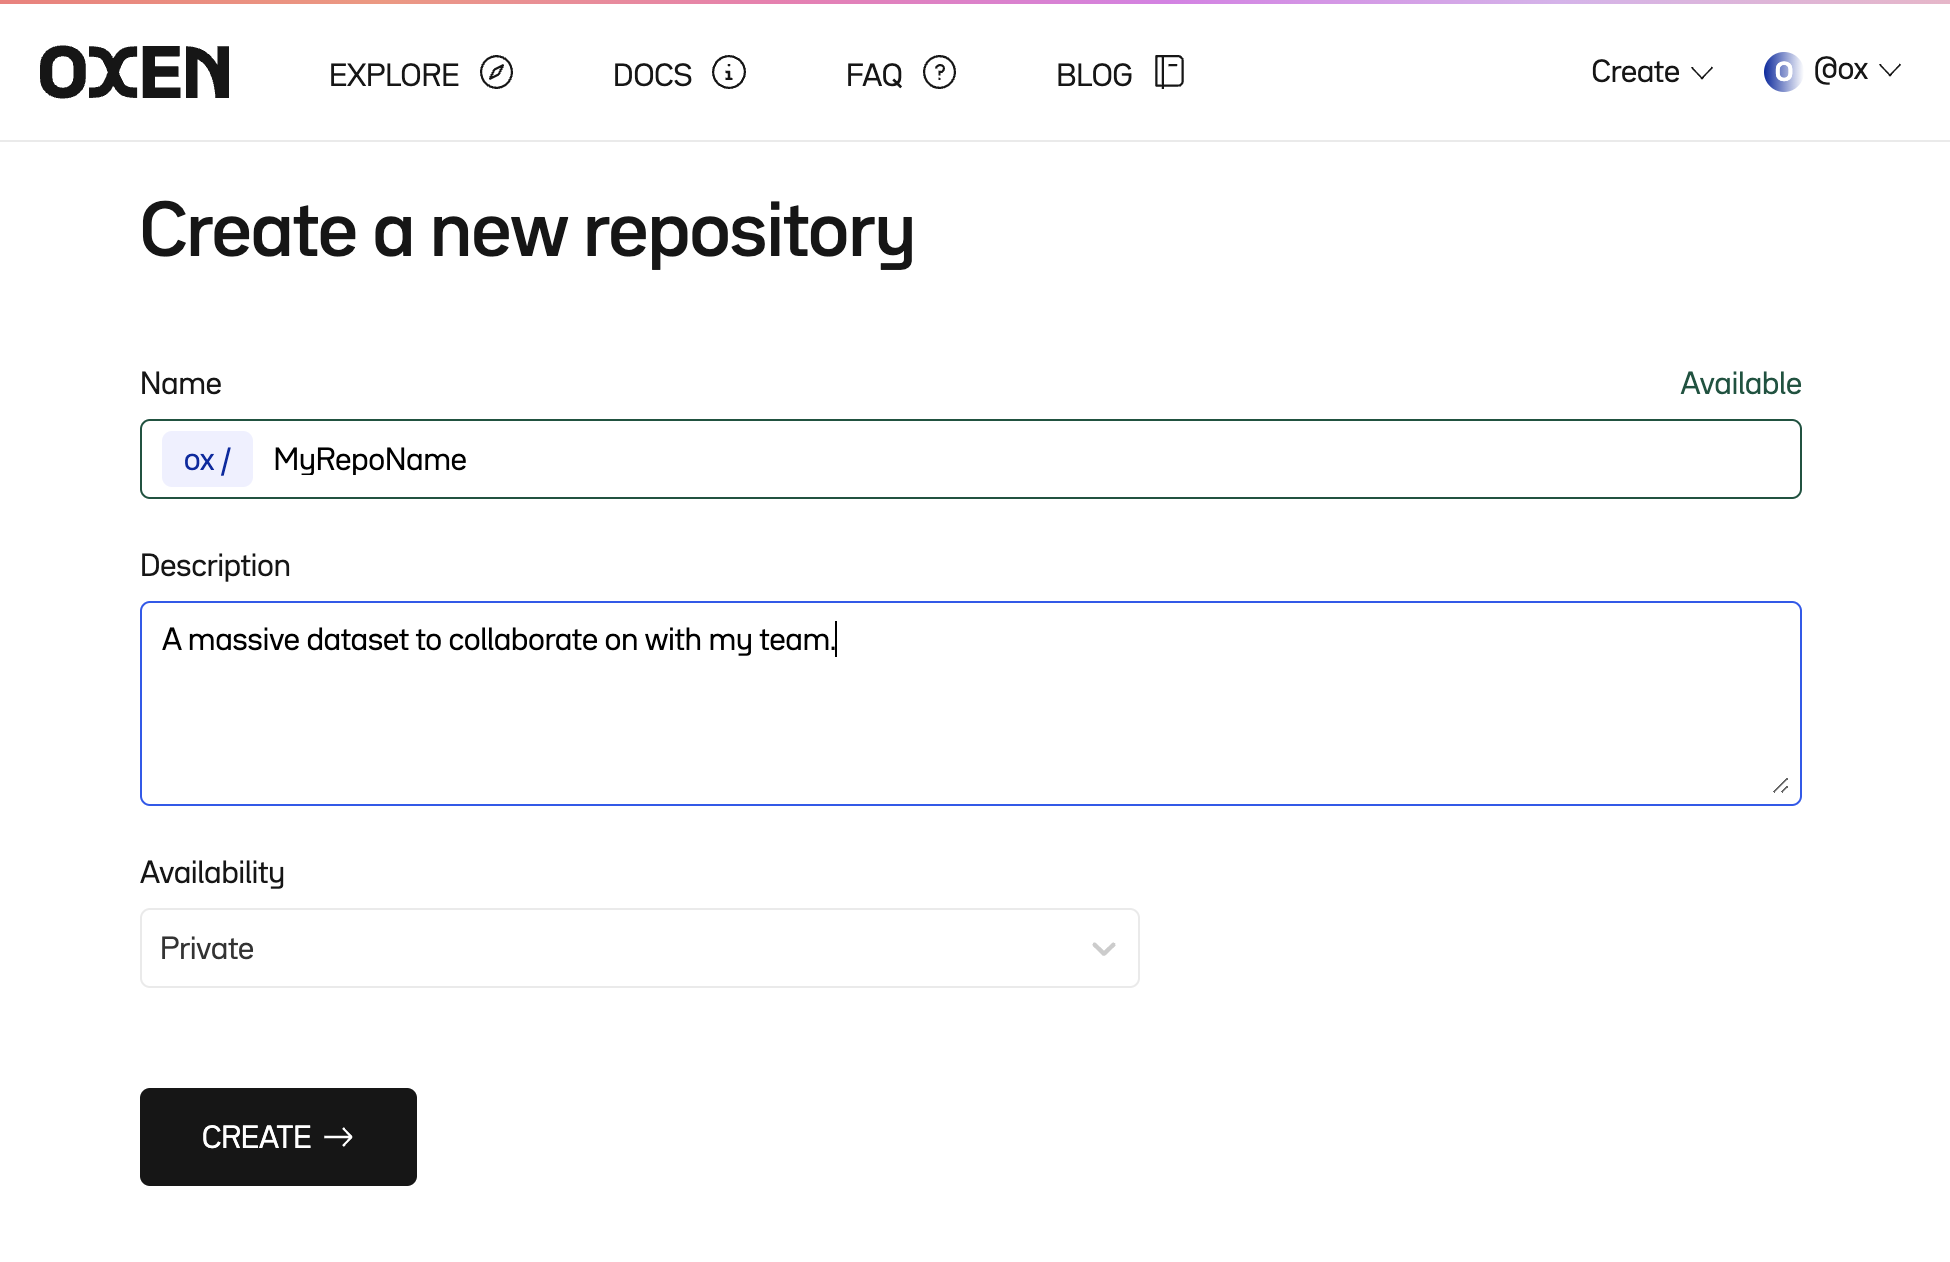 OXEN
EXPLORE
DOCS
FAQ
BLOG
Create
O @ox
Create a new repository
Name
Available
ox / MyRepoName
Description
A massive dataset to collaborate on with my team.
Availability
Private
CREATE →